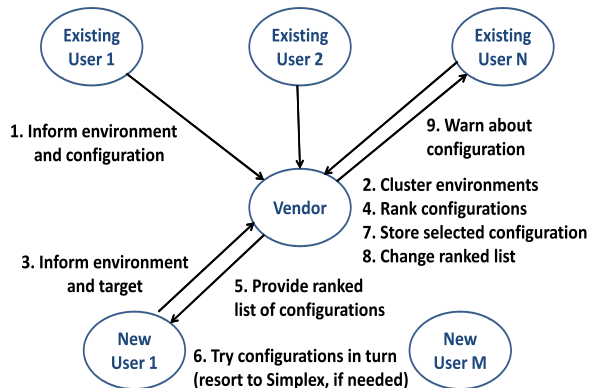 Existing
User 1
Existing
User 2
Existing
User N
1. Inform environment
and configuration
9. Warn about
configuration
Vendor
2. Cluster environments
4. Rank configurations
7. Store selected configuration
8. Change ranked list
3. Inform environment
and target
5. Provide ranked
list of configurations
New
User 1
6. Try configurations in turn
(resort to Simplex, if needed)
New
User M